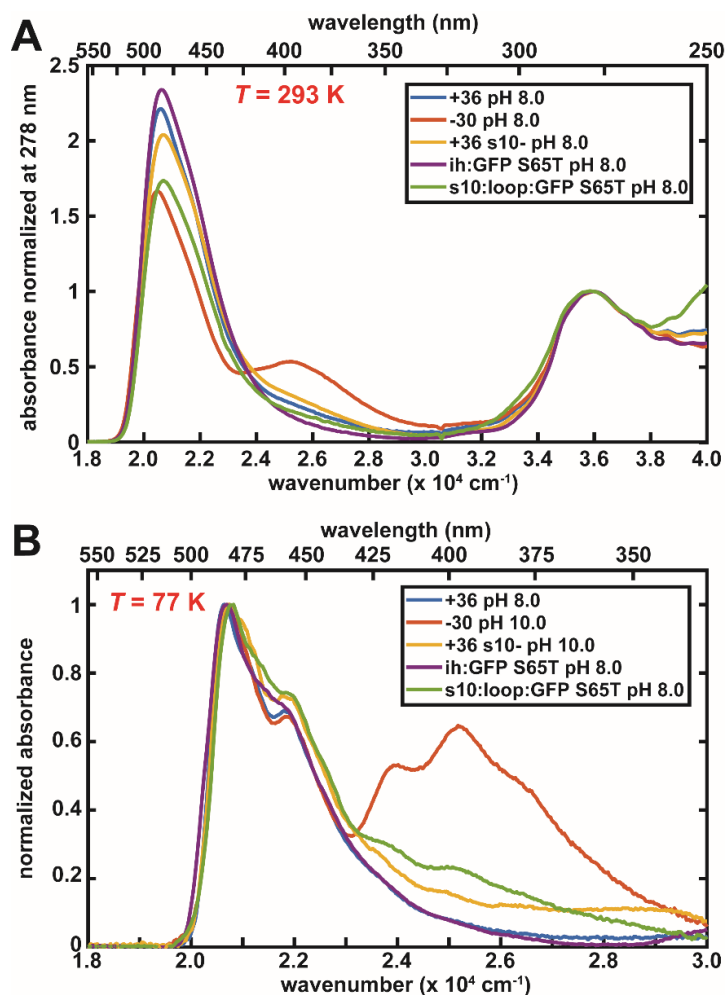 A
wavelength (nm)
550 500 450 400 350 300 250
T = 293 K
2.5
2
1.5
1
0.5
0
absorbance normalized at 278 nm
+36 pH 8.0
-30 pH 8.0
+36 s10- pH 8.0
ih:GFP S65T pH 8.0
s10:loop:GFP S65T pH 8.0
1.8 2.0 2.2 2.4 2.6 2.8 3.0 3.2 3.4 3.6 3.8 4.0
wavenumber (x 10⁴ cm⁻¹)
B
wavelength (nm)
550 525 500 475 450 425 400 375 350
T = 77 K
1
0.8
0.6
0.4
0.2
0
normalized absorbance
+36 pH 8.0
-30 pH 10.0
+36 s10- pH 10.0
ih:GFP S65T pH 8.0
s10:loop:GFP S65T pH 8.0
1.8 2.0 2.2 2.4 2.6 2.8 3.0
wavenumber (x 10⁴ cm⁻¹)